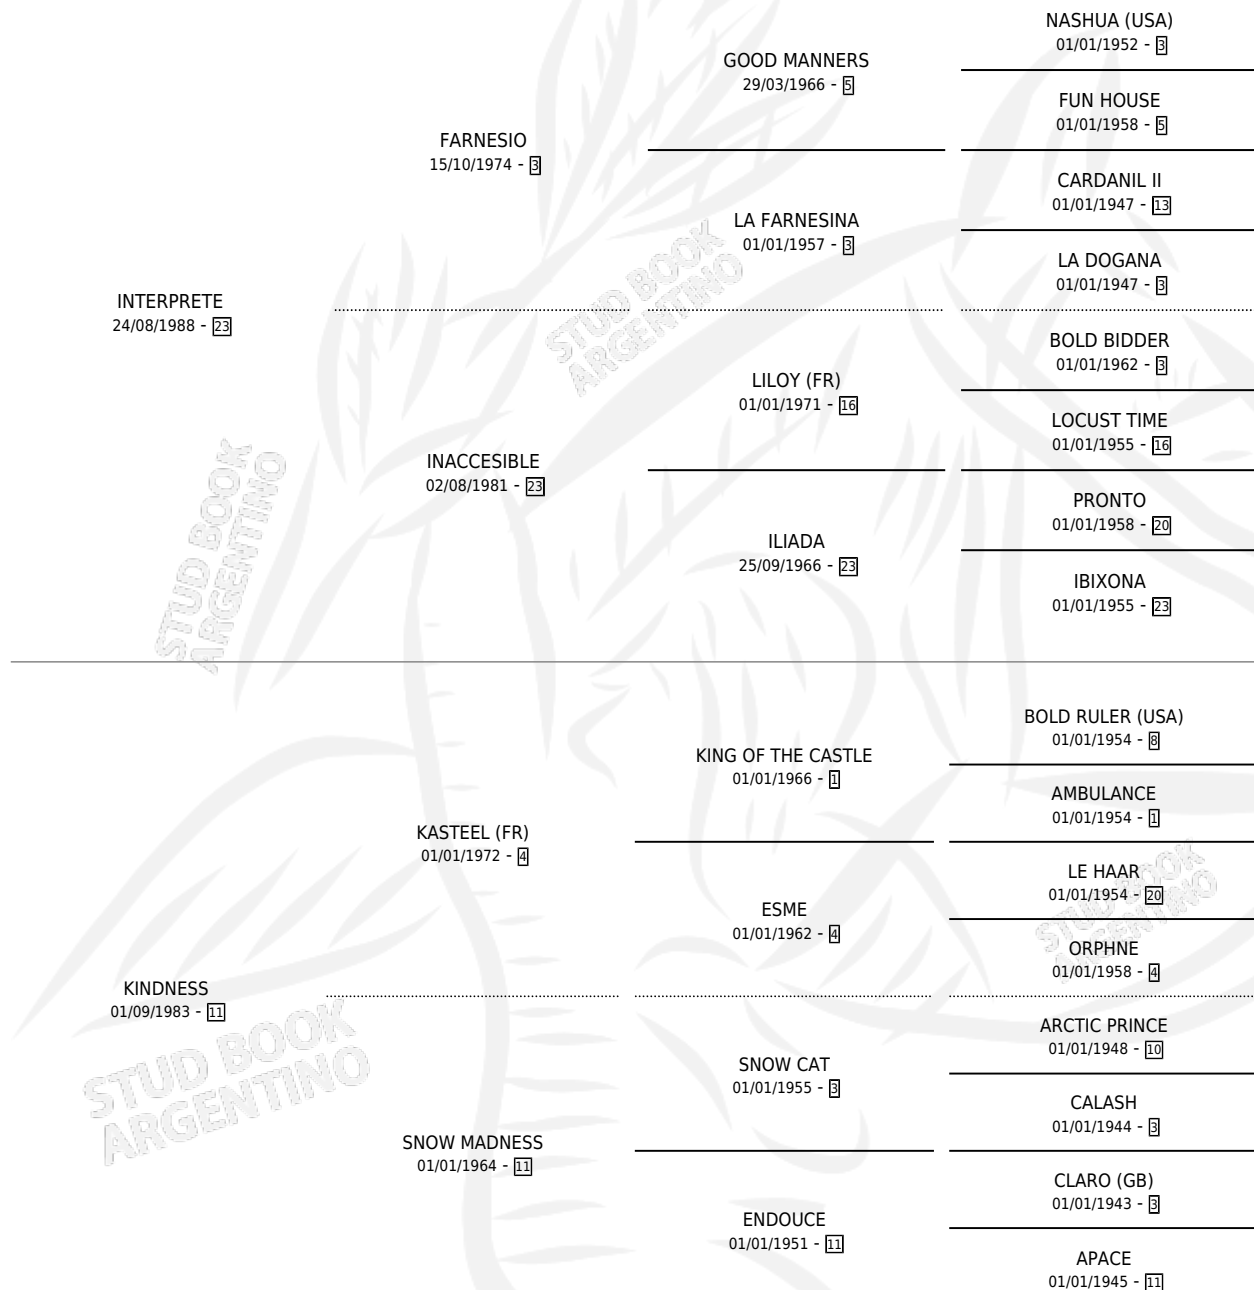 NASHUA (USA)
01/01/1952 - 3
GOOD MANNERS
29/03/1966 - 5
FUN HOUSE
01/01/1958 - 5
FARNESIO
15/10/1974 - 3
CARDANIL II
01/01/1947 - 13
LA FARNESINA
01/01/1957 - 3
LA DOGANA
01/01/1947 - 3
INTERPRETE
24/08/1988 - 23
BOLD BIDDER
01/01/1962 - 3
LILOY (FR)
01/01/1971 - 16
LOCUST TIME
01/01/1955 - 16
INACCESIBLE
02/08/1981 - 23
PRONTO
01/01/1958 - 20
ILIADA
25/09/1966 - 23
IBIXONA
01/01/1955 - 23
STUD BOOK
ARGENTINO
STUD BOOK
ARGENTINO
BOLD RULER (USA)
01/01/1954 - 8
KING OF THE CASTLE
01/01/1966 - 1
AMBULANCE
01/01/1954 - 1
KASTEEL (FR)
01/01/1972 - 4
LE HAAR
01/01/1954 - 20
ESME
01/01/1962 - 4
ORPHNE
01/01/1958 - 4
STUD BOOK
ARGENTINO
KINDNESS
01/09/1983 - 11
ARCTIC PRINCE
01/01/1948 - 10
SNOW CAT
01/01/1955 - 3
CALASH
01/01/1944 - 3
STUD BOOK
ARGENTINO
SNOW MADNESS
01/01/1964 - 11
CLARO (GB)
01/01/1943 - 3
ENDOUCE
01/01/1951 - 11
APACE
01/01/1945 - 11